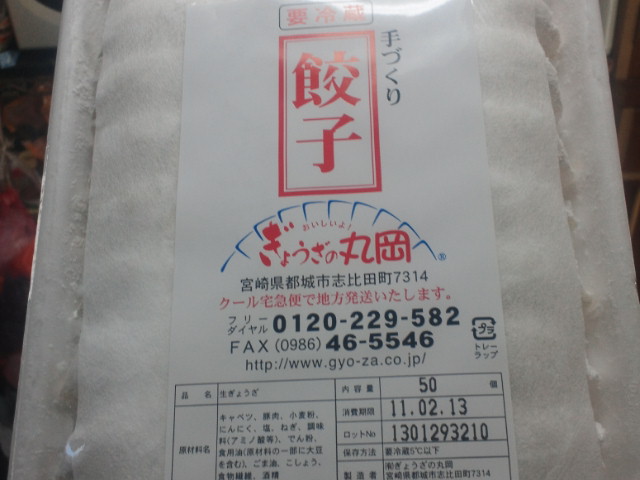 要冷蔵
手づくり
餃子
おいしいよ!
ぎょうざの丸岡®
宮崎県都城市志比田町7314
クール宅急便で地方発送いたします。
フリーダイヤル 0120-229-582
FAX (0986) 46-5546
http://www.gyo-za.co.jp/
プラ
トレー
ラップ
品名 生ぎょうざ
内容量 50 個
消費期限 11.02.13
ロットNo 1301293210
保存方法 要冷蔵5℃以下
製造者 ㈱ぎょうざの丸岡
宮崎県都城市志比田町7314
原材料名 キャベツ、豚肉、小麦粉、
にんにく、塩、ねぎ、調味
料(アミノ酸等)、でん粉、
食用油(原材料の一部に大豆
を含む)、ごま油、こしょう、
食物繊維、酒精